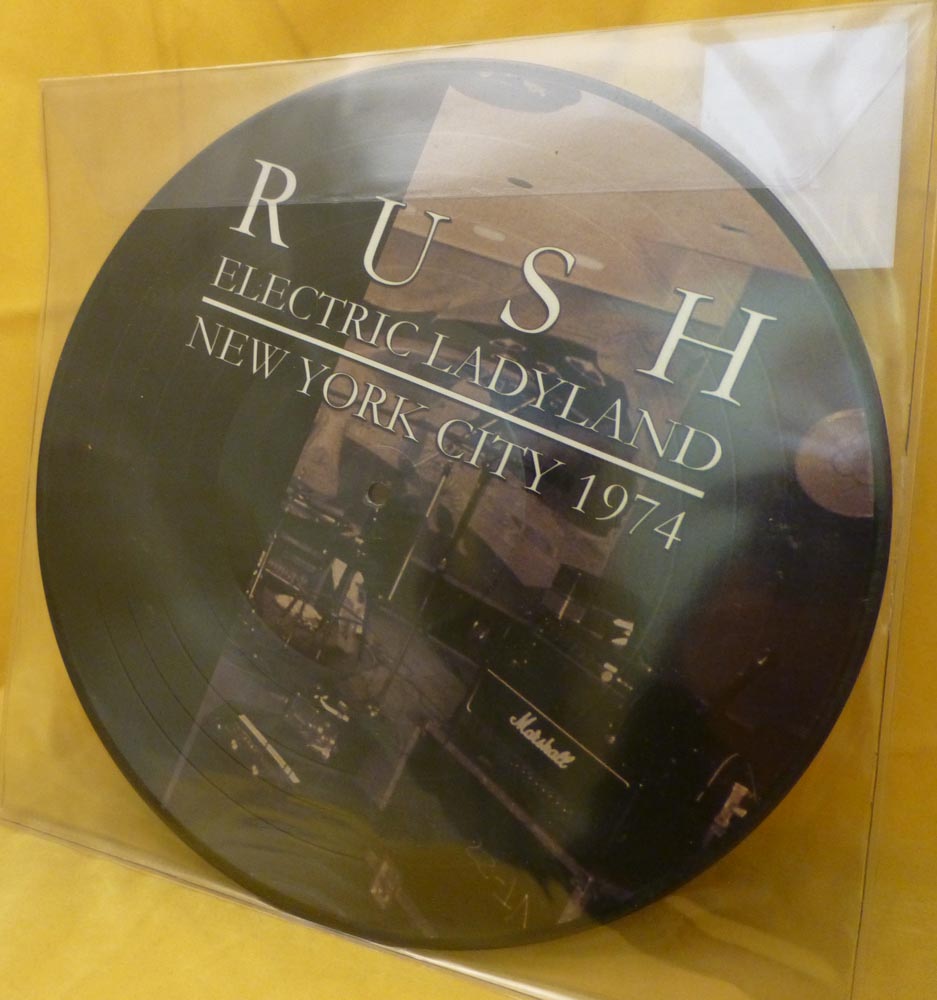 RUSH
ELECTRIC LADYLAND
NEW YORK CITY 1974
Marshall